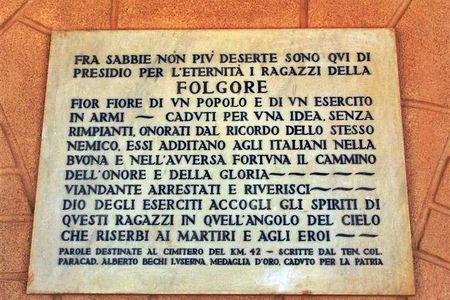 FRA SABBIE NON PIV DESERTE SONO QVI DI
PRESIDIO PER L'ETERNITÀ I RAGAZZI DELLA
FOLGORE
FIOR FIORE DI VN POPOLO E DI VN ESERCITO
IN ARMI — CADVTI PER VNA IDEA, SENZA
RIMPIANTI, ONORATI DAL RICORDO DELLO STESSO
NEMICO, ESSI ADDITANO AGLI ITALIANI NELLA
BVONA E NELL'AVVERSA FORTVNA IL CAMMINO
DELL'ONORE E DELLA GLORIA — — — — —
VIANDANTE ARRESTATI E RIVERISCI — — —
DIO DEGLI ESERCITI ACCOGLI GLI SPIRITI DI
QVESTI RAGAZZI IN QVELL'ANGOLO DEL CIELO
CHE RISERBI AI MARTIRI E AGLI EROI — —
PAROLE DESTINATE AL CIMITERO DEL KM. 42 — SCRITTE DAL TEN. COL.
PARACAD. ALBERTO BECHI LVSERNA, MEDAGLIA D'ORO, CADVTO PER LA PATRIA